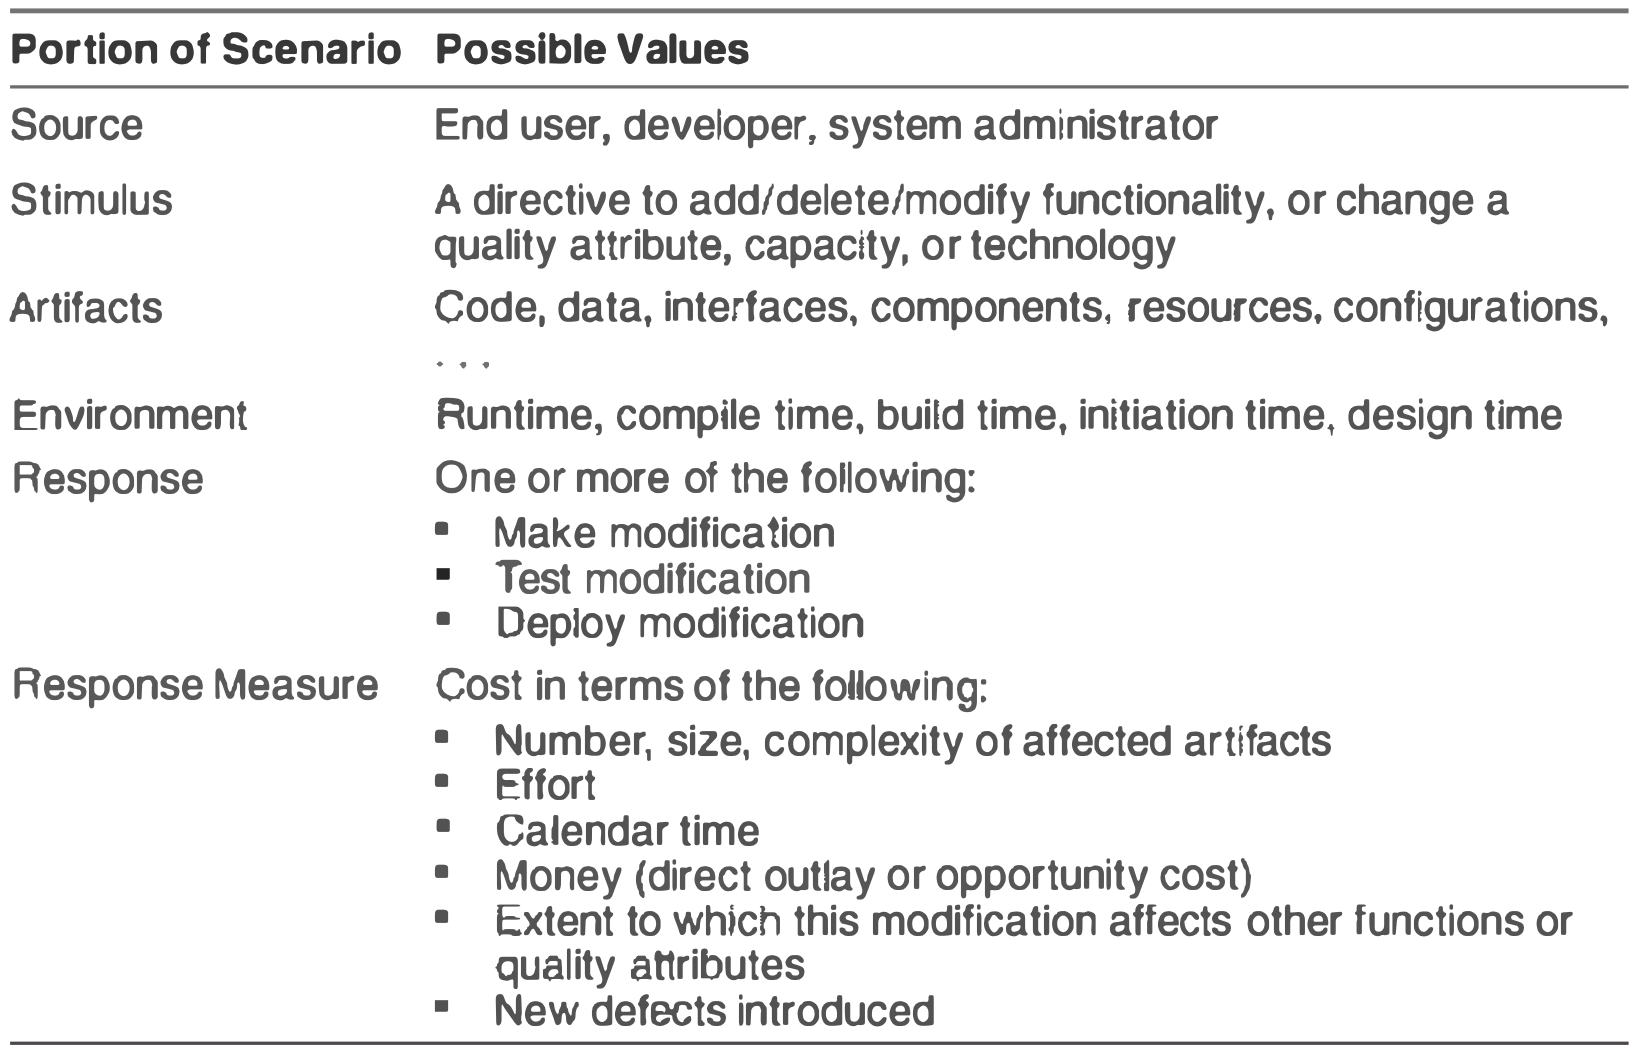 Portion of Scenario Possible Values
Source End user, developer, system administrator
Stimulus A directive to add/delete/modify functionality, or change a
quality attribute, capacity, or technology
Artifacts Code, data, interfaces, components, resources, configurations,
. . .
Environment Runtime, compile time, build time, initiation time, design time
Response One or more of the following:
▪ Make modification
▪ Test modification
▪ Deploy modification
Response Measure Cost in terms of the following:
▪ Number, size, complexity of affected artifacts
▪ Effort
▪ Calendar time
▪ Money (direct outlay or opportunity cost)
▪ Extent to which this modification affects other functions or
quality attributes
▪ New defects introduced